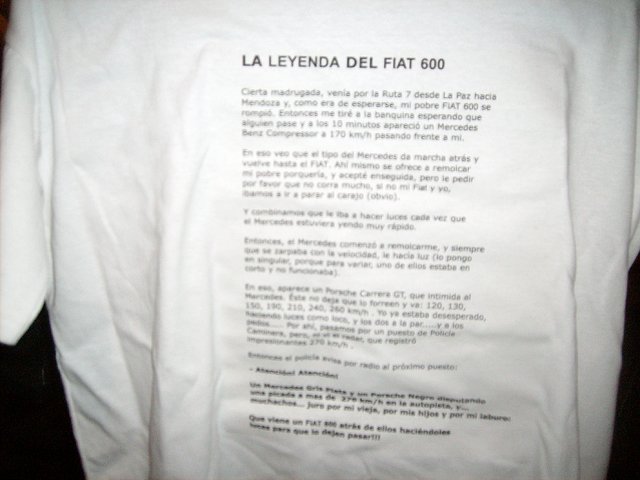 LA LEYENDA DEL FIAT 600
Cierta madrugada, venía por la Ruta 7 desde La Paz hacia
Mendoza y, como era de esperarse, mi pobre FIAT 600 se
rompió. Entonces me tiré a la banquina esperando que
alguien pase y a los 10 minutos apareció un Mercedes
Benz Compressor a 170 km/h pasando frente a mi.
En eso veo que el tipo del Mercedes da marcha atrás y
vuelve hasta el FIAT. Ahí mismo se ofrece a remolcar
mi pobre porquería, y acepté enseguida, pero le pedir
por favor que no corra mucho, si no mi Fiat y yo,
íbamos a ir a parar al carajo (obvio).
Y combinamos que le iba a hacer luces cada vez que
el Mercedes estuviera yendo muy rápido.
Entonces, el Mercedes comenzó a remolcarme, y siempre
que se zarpaba con la velocidad, le hacía luz (lo pongo
en singular, porque para variar, uno de ellos estaba en
corto y no funcionaba).
En eso, aparece un Porsche Carrera GT, que intimida al
Mercedes. Éste no deja que lo forreen y va: 120, 130,
150, 190, 210, 240, 260 km/h . Yo ya estaba desesperado,
haciendo luces como loco, y los dos a la par.....y a los
pedos..... Por ahí, pasamos por un puesto de Policía
Caminera, pero, yo vi el radar, que registró
impresionantes 270 km/h .
Entonces el policía avisa por radio al próximo puesto:
- Atención! Atención!
Un Mercedes Gris Plata y un Porsche Negro disputando
una picada a mas de 270 km/h en la autopista, y...
muchachos... juro por mi vieja, por mis hijos y por mi laburo:
Que viene un FIAT 600 atrás de ellos haciéndoles
luces para que lo dejen pasar!!!